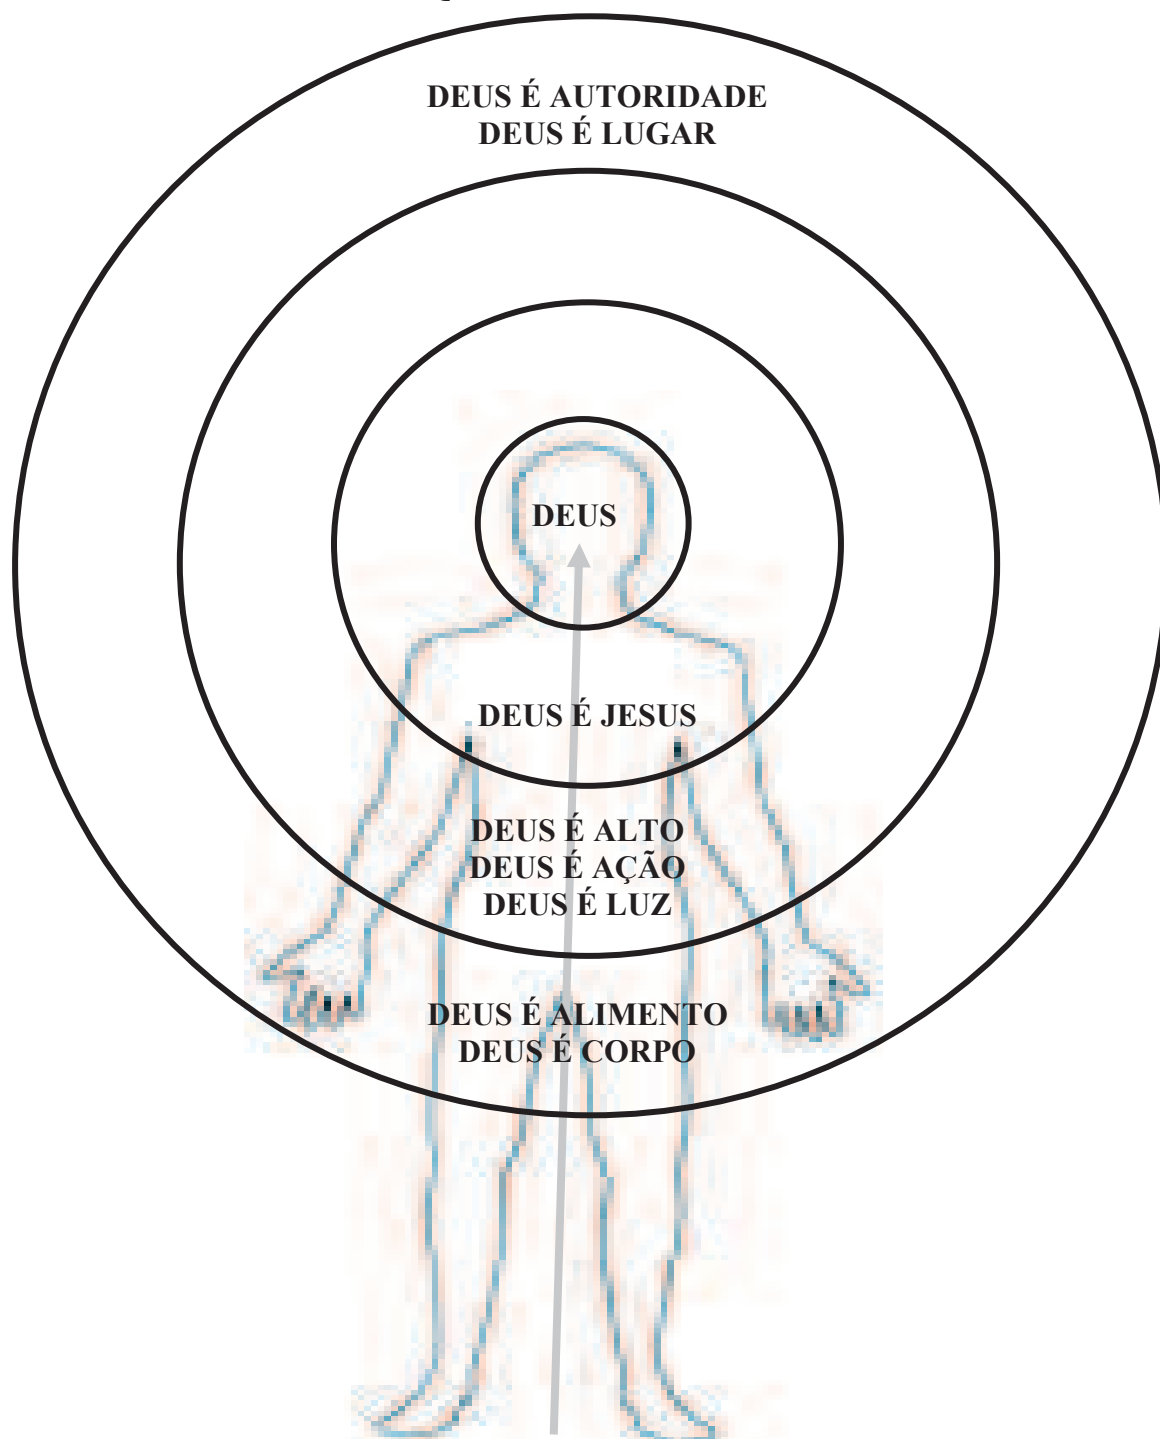 DEUS É AUTORIDADE
DEUS É LUGAR
DEUS
DEUS É JESUS
DEUS É ALTO
DEUS É AÇÃO
DEUS É LUZ
DEUS É ALIMENTO
DEUS É CORPO